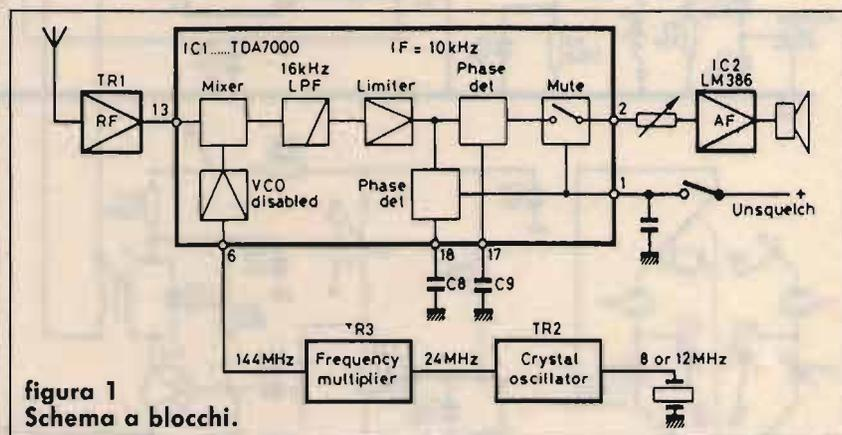 IC1......TDA7000
IF = 10kHz
IC2
LM386
TR1
RF
13
Mixer
16kHz
LPF
Limiter
Phase
det
Mute
2
AF
VCO
disabled
Phase
det
1
+
Unsquelch
6
18
17
C8
C9
TR3
TR2
144MHz
Frequency
multiplier
24MHz
Crystal
oscillator
8 or 12MHz
figura 1
Schema a blocchi.